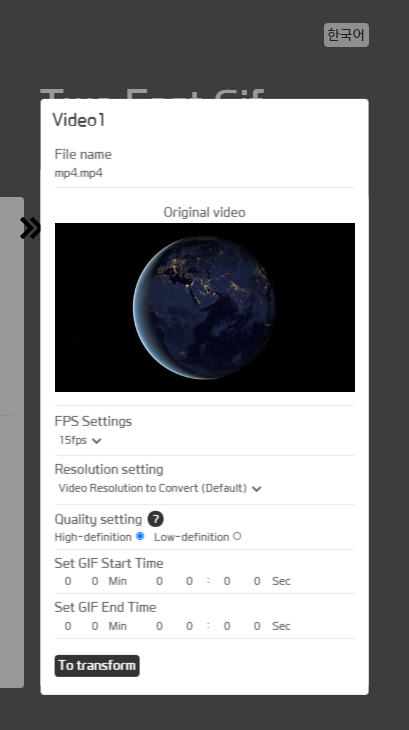 한국어
Two Fast Gif
Video1
File name
mp4.mp4
Original video
FPS Settings
15fps
Resolution setting
Video Resolution to Convert (Default)
Quality setting ?
High-definition Low-definition
Set GIF Start Time
0 0 Min 0 0 : 0 0 Sec
Set GIF End Time
0 0 Min 0 0 : 0 0 Sec
To transform